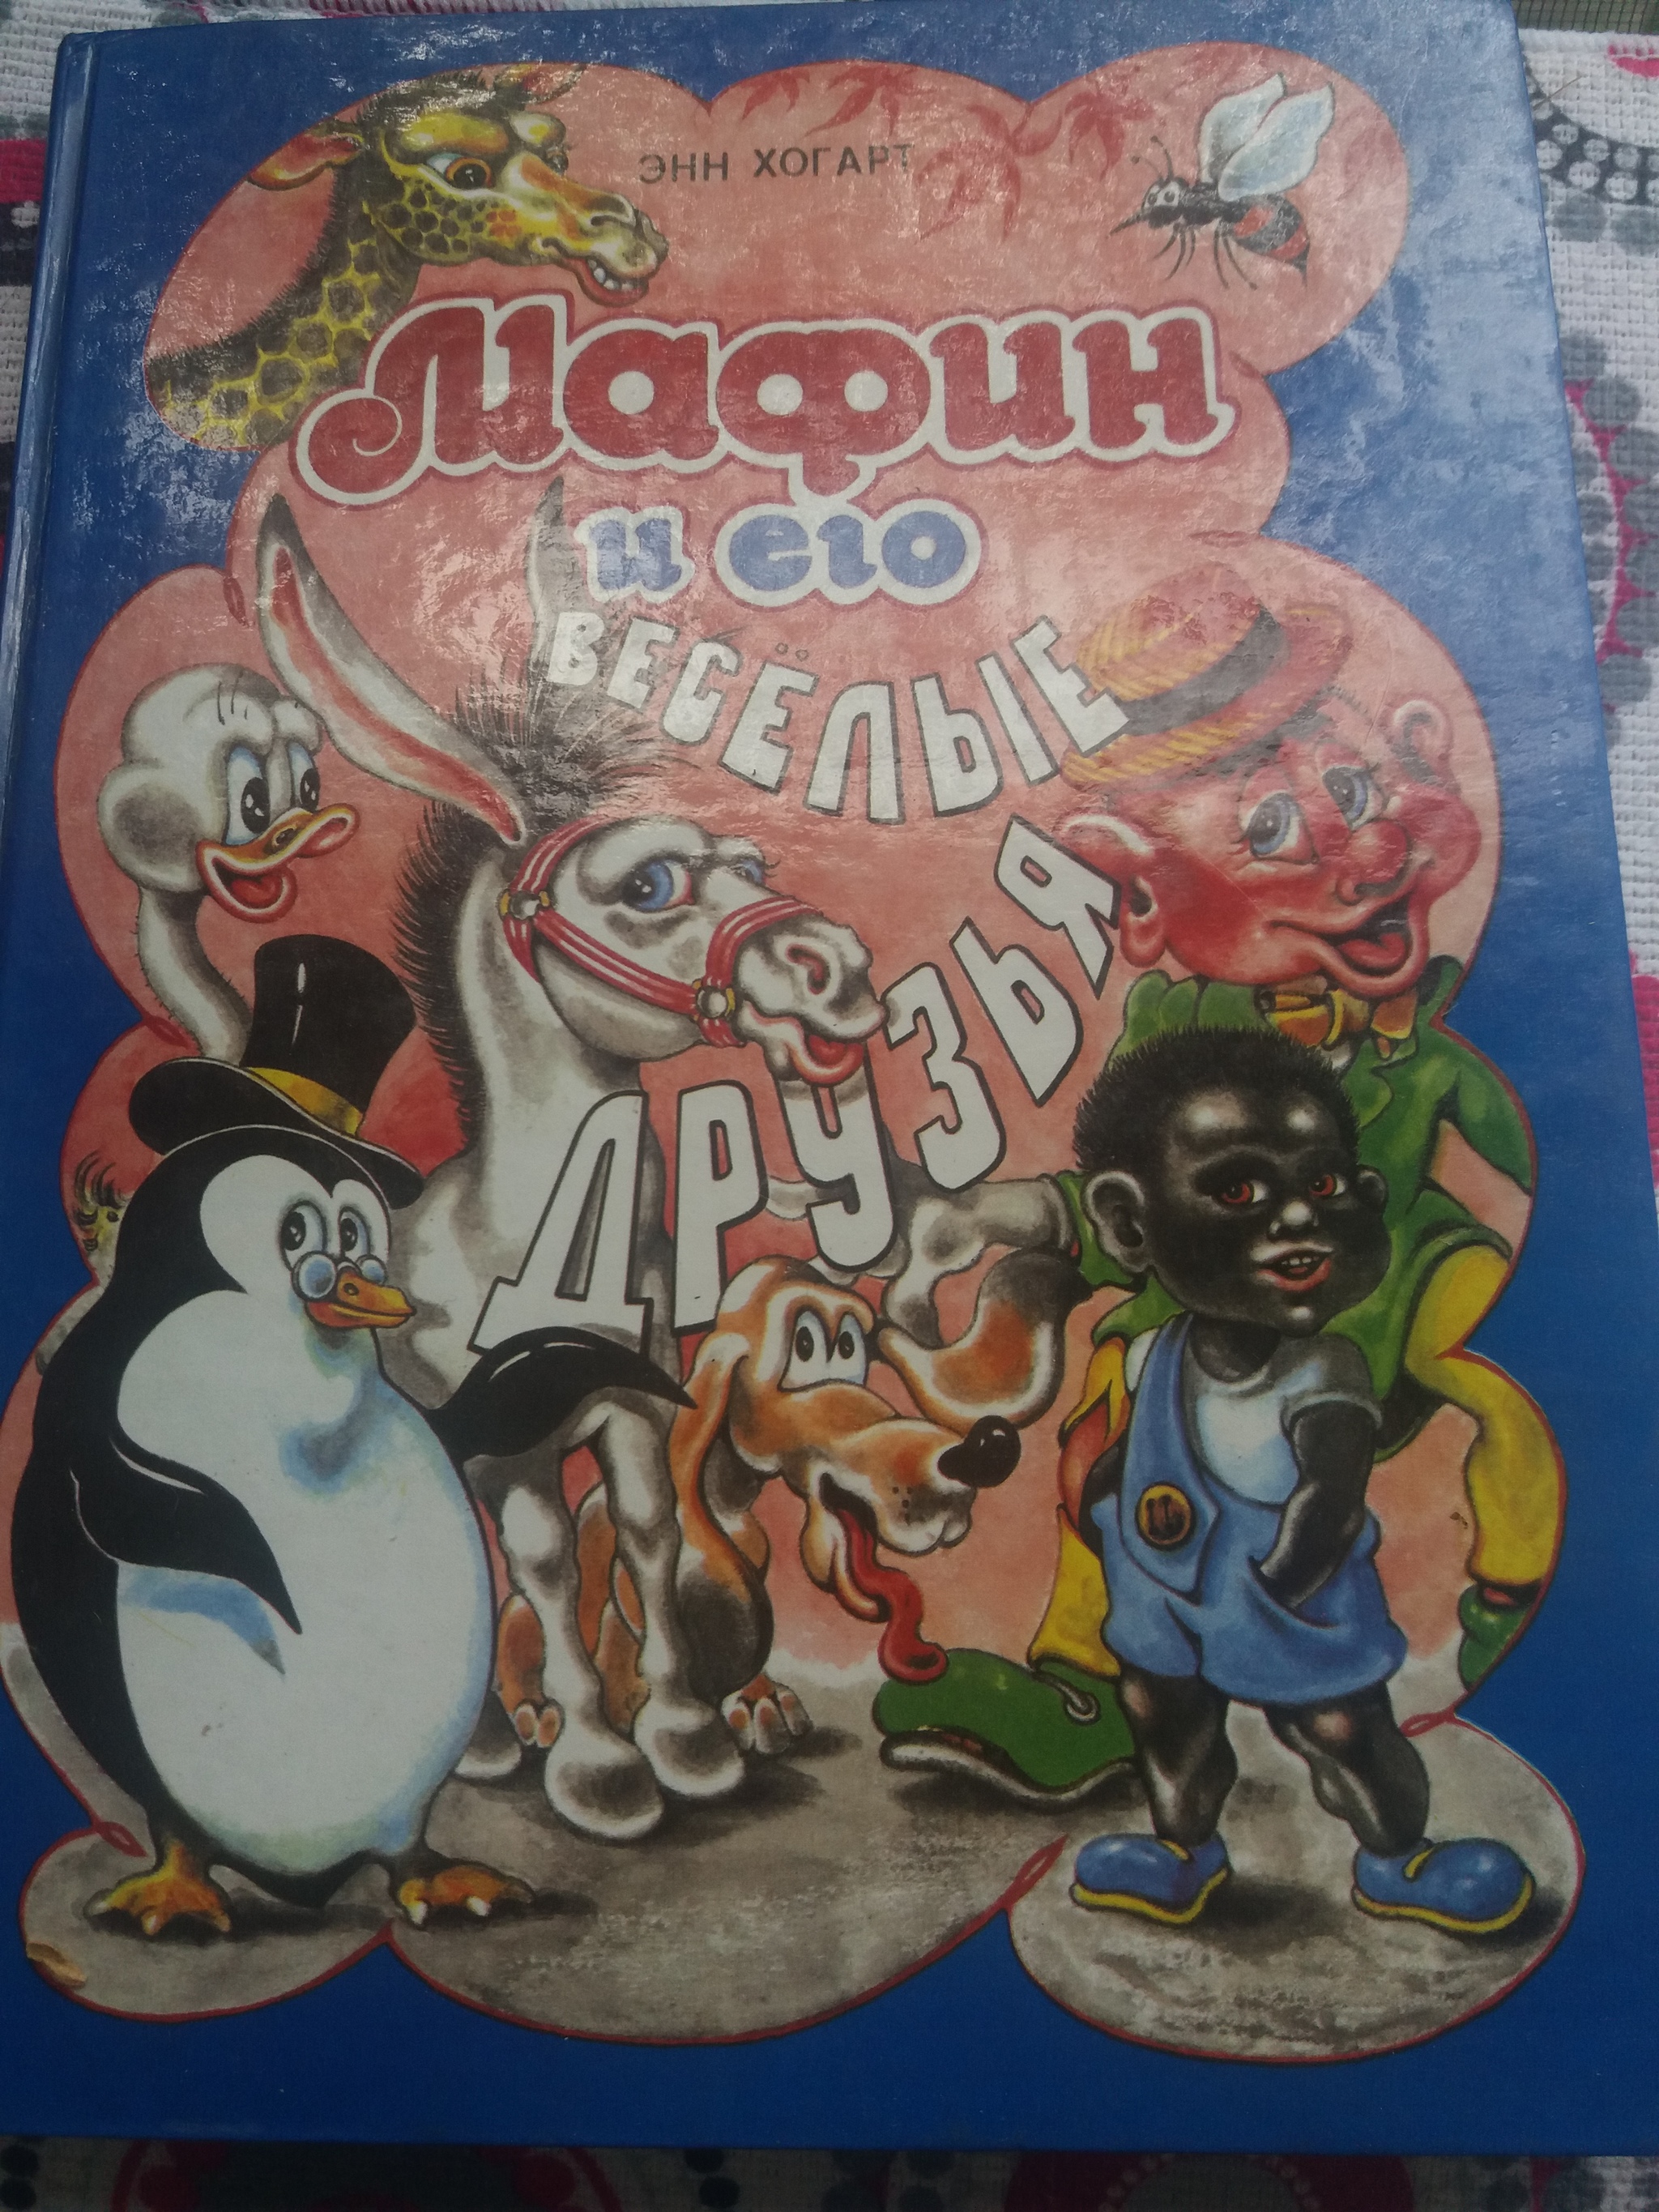 ЭНН ХОГАРТ
Мафин
и его
ВЕСЁЛЫЕ
ДРУЗЬЯ